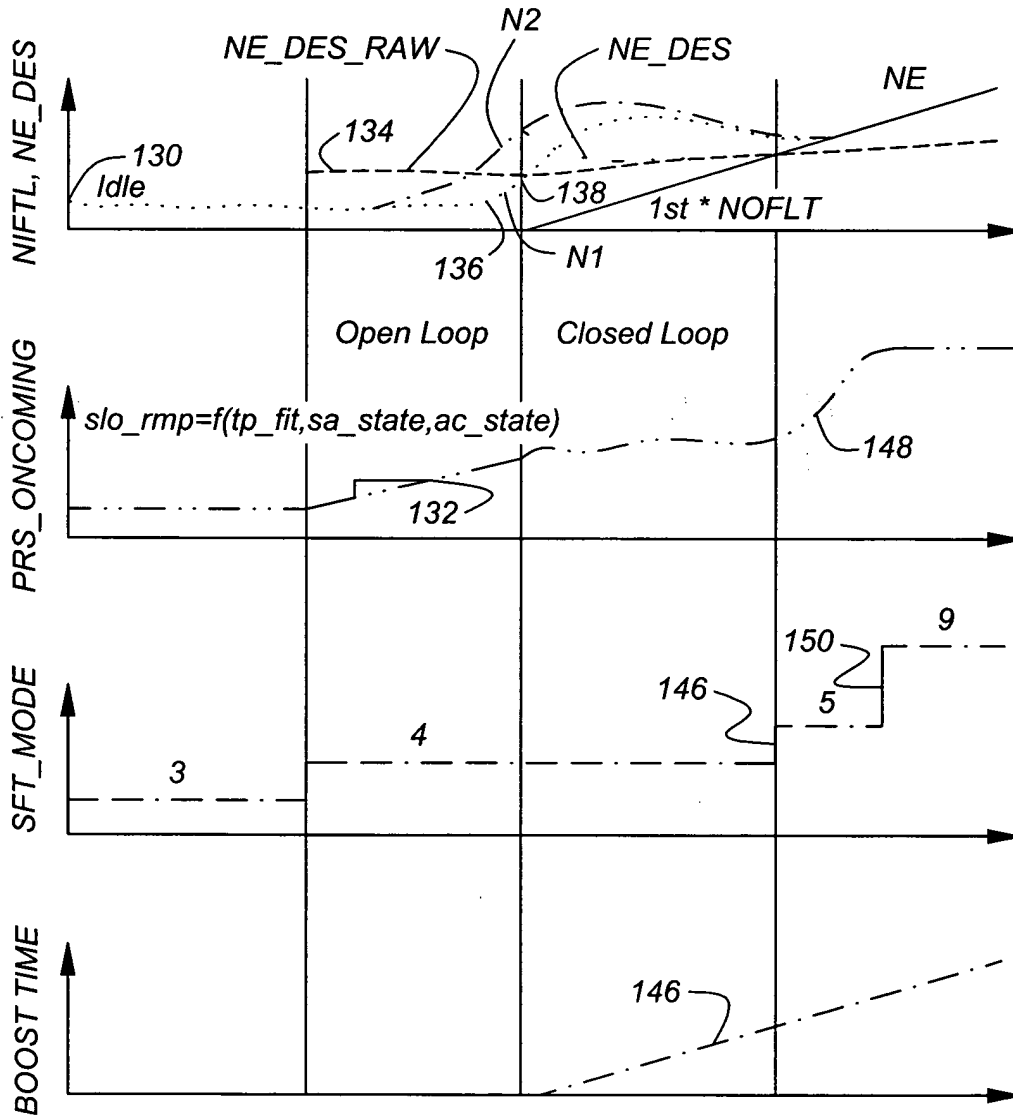 N2
NE_DES_RAW
NE_DES
NE
134
130
Idle
138
1st * NOFLT
136
N1
NIFTL, NE_DES
Open Loop
Closed Loop
slo_rmp=f(tp_fit,sa_state,ac_state)
148
132
PRS_ONCOMING
9
150
146
5
4
3
SFT_MODE
146
BOOST TIME